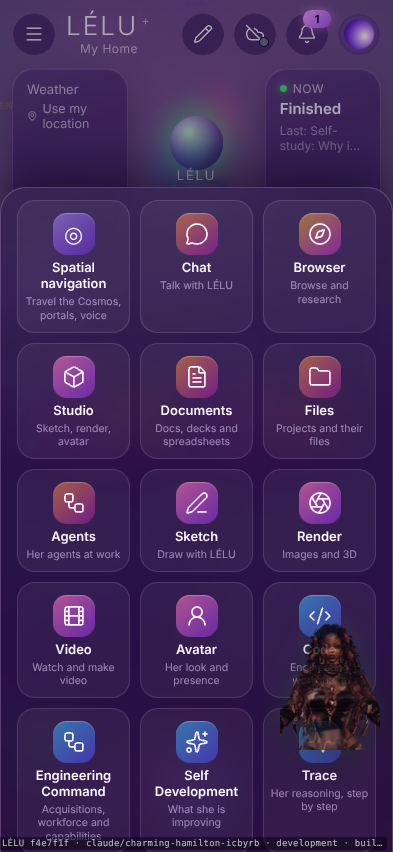 LÉLU +
My Home
1
Weather
Use my
location
NOW
Finished
Last: Self-
study: Why i...
LÉLU
Spatial
navigation
Travel the Cosmos,
portals, voice
Chat
Talk with LÉLU
Browser
Browse and
research
Studio
Sketch, render,
avatar
Documents
Docs, decks and
spreadsheets
Files
Projects and their
files
Agents
Her agents at work
Sketch
Draw with LÉLU
Render
Images and 3D
Video
Watch and make
video
Avatar
Her look and
presence
Engineering
Command
Acquisitions,
workforce and
capabilities
Self
Development
What she is
improving
Trace
Her reasoning, step
by step
LÉLU f4e7f1f · claude/charming-hamilton-icbyrb · development · buil…